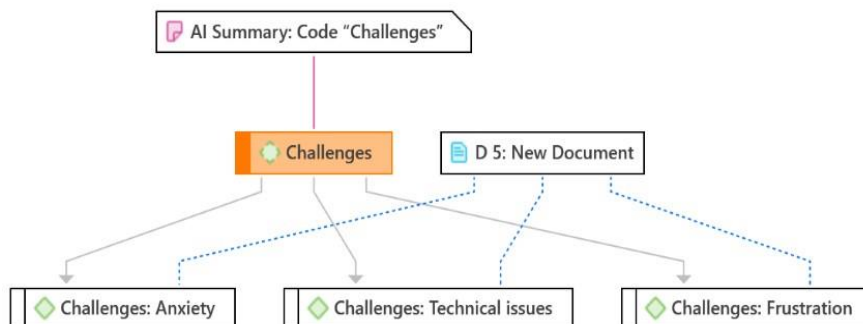 AI Summary: Code “Challenges”
Challenges
D 5: New Document
Challenges: Anxiety
Challenges: Technical issues
Challenges: Frustration